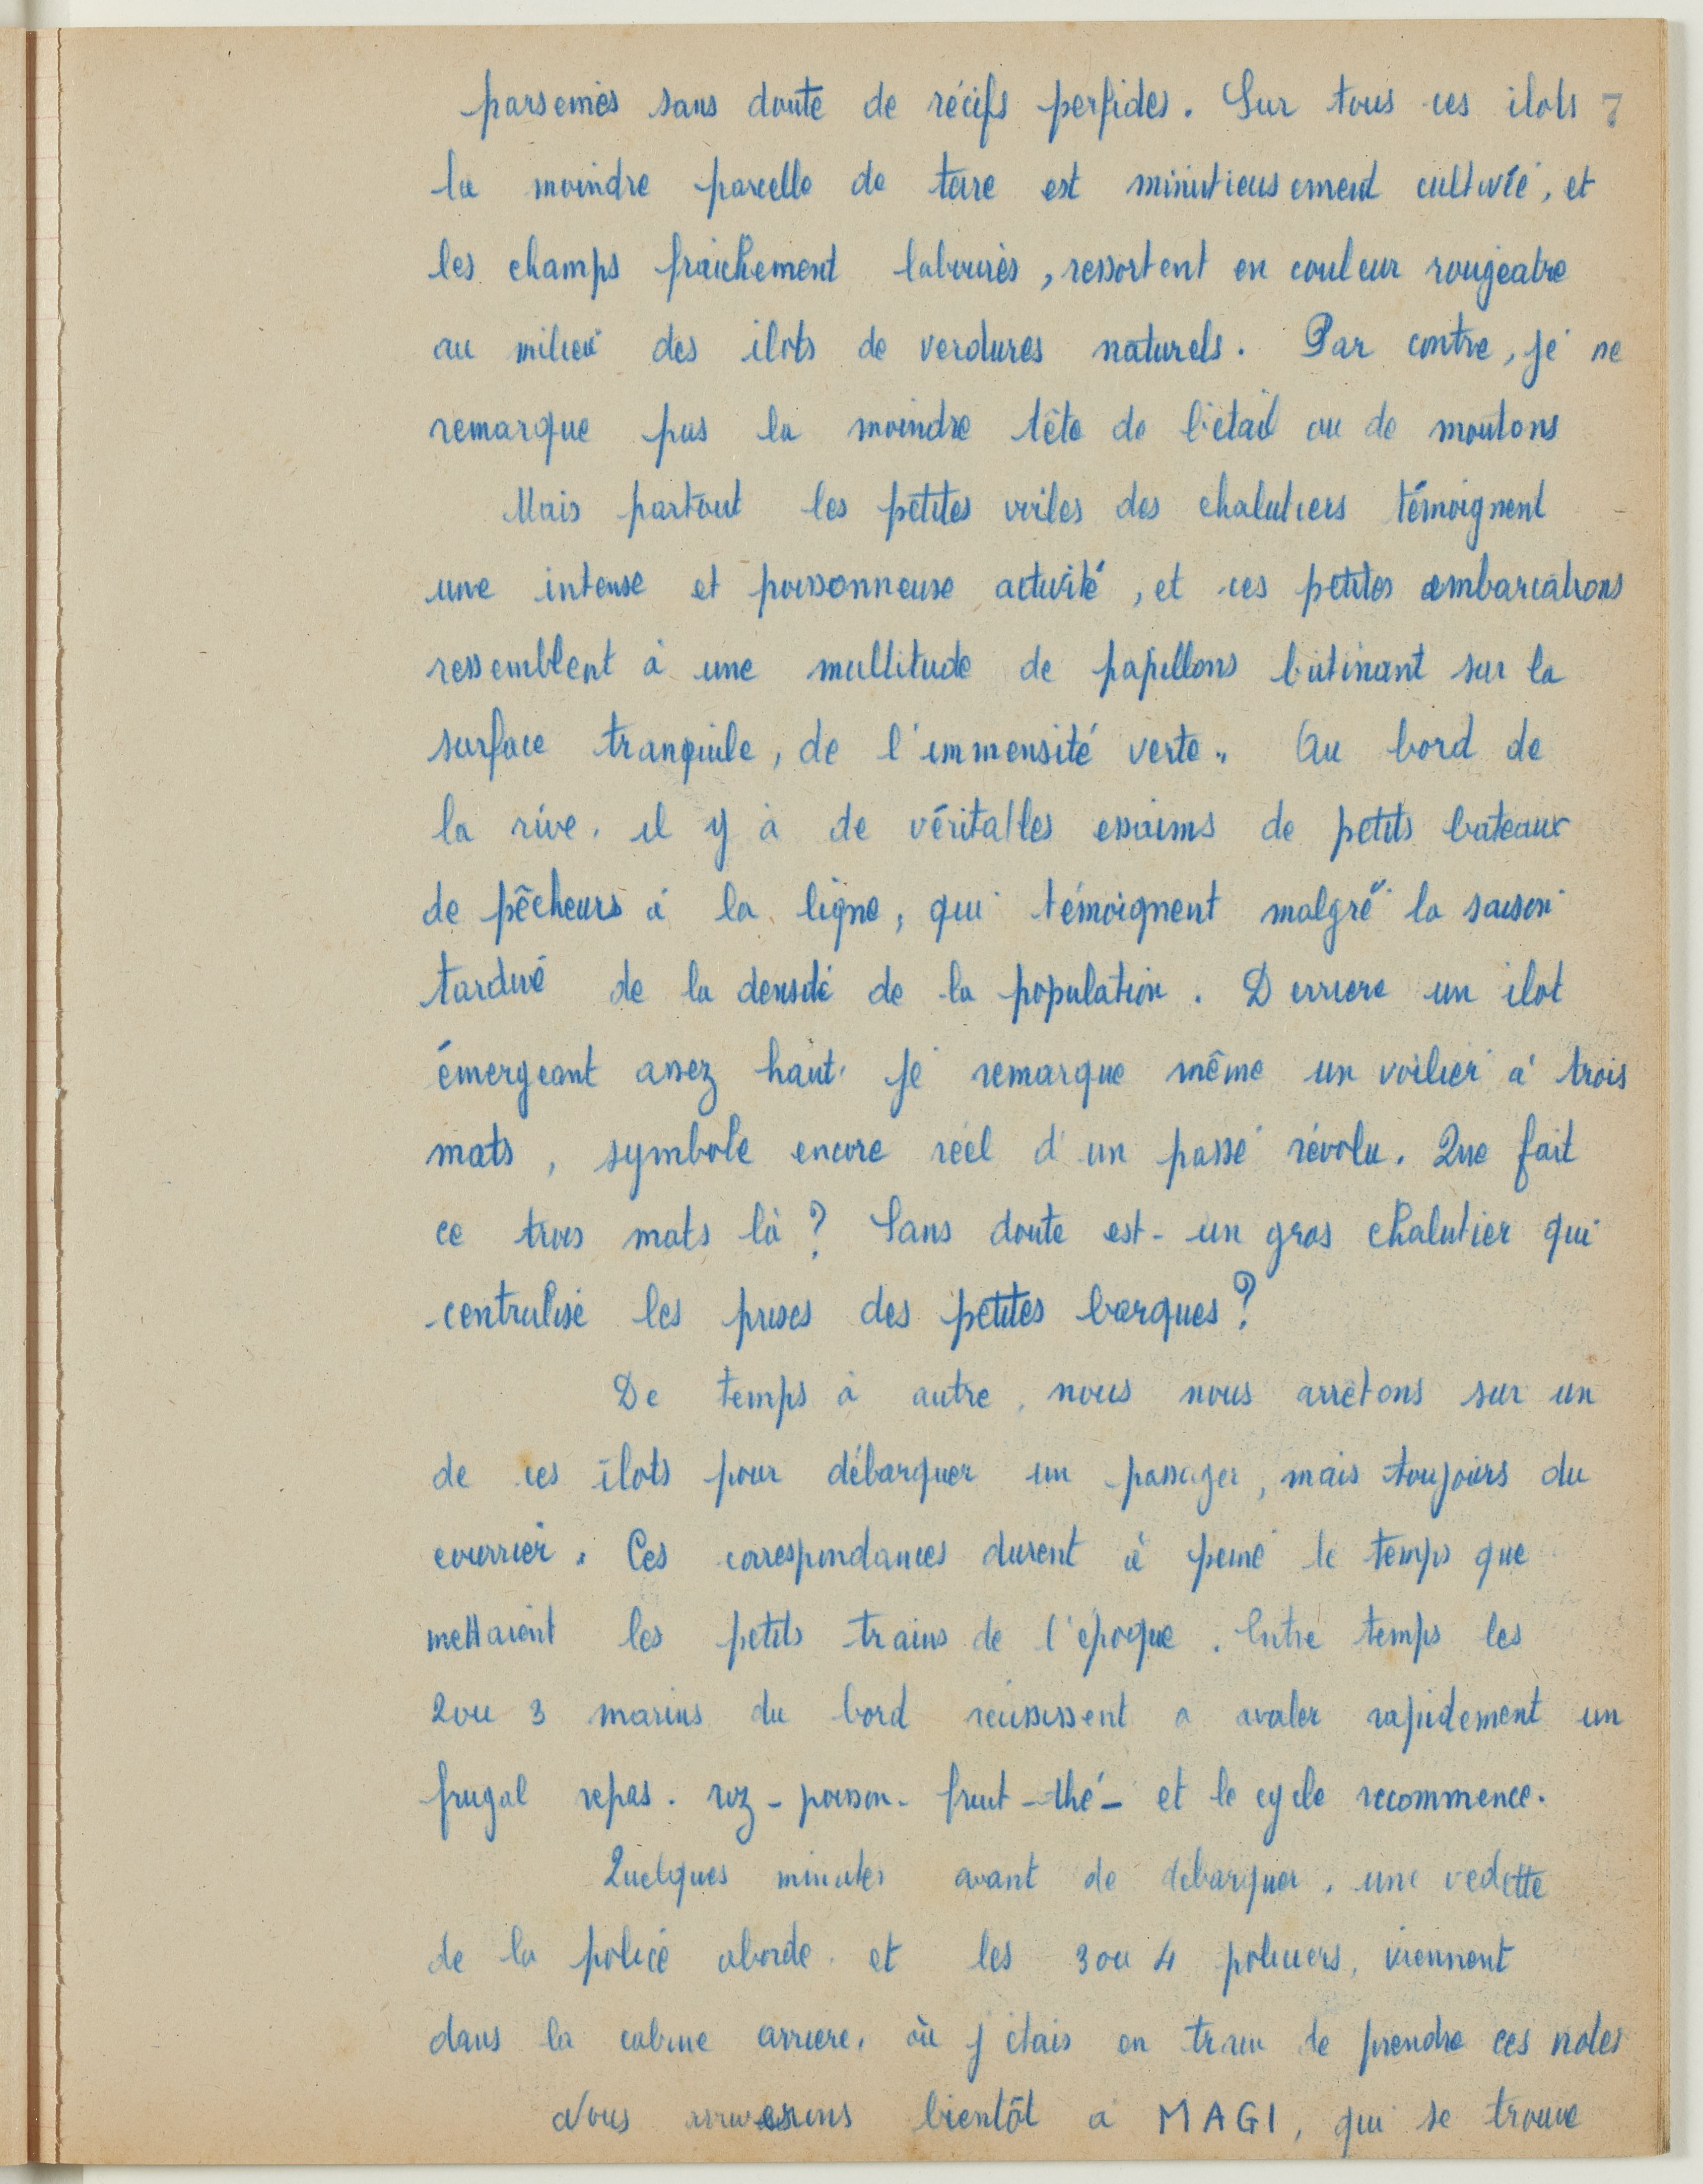 parsemés sans doute de récifs perfides. Sur tous ces ilots 7
la moindre parcelle de terre est minutieusement cultivée, et
les champs fraichement labourés, ressortent en couleur rougeatre
au milieu des ilots de verdures naturels. Par contre, je ne
remarque pas la moindre tête de bétail ou de moutons
Mais partout les petites voiles des chalutiers témoignent
une intense et poissonneuse activité, et ces petites embarcations
ressemblent à une multitude de papillons butinant sur la
surface tranquile, de l'immensité verte. Au bord de
la rive. il y à de véritables essaims de petits bateaux
de pêcheurs à la ligne, qui témoignent malgré la saison
tardive de la densité de la population. Derriere un ilot
émergeant assez haut. je remarque même un voilier à trois
mats, symbole encore réel d'un passé révolu. Que fait
ce trois mats là ? Sans doute est- un gros chalutier qui
centralise les prises des petites barques ?
De temps à autre, nous nous arrêtons sur un
de ces ilots pour débarquer un passager, mais toujours du
courrier. Ces correspondances durent à peine le temps que
mettaient les petits trains de l'époque. Entre temps les
2 ou 3 marins du bord réussissent a avaler rapidement un
frugal repas. riz - poisson - fruit - thé - et le cycle recommence.
Quelques minutes avant de débarquer, une vedette
de la police aborde. et les 3 ou 4 policiers, viennent
dans la cabine arriere, où j'étais en train de prendre ces notes
Nous bientôt a MAGI, qui se trouve